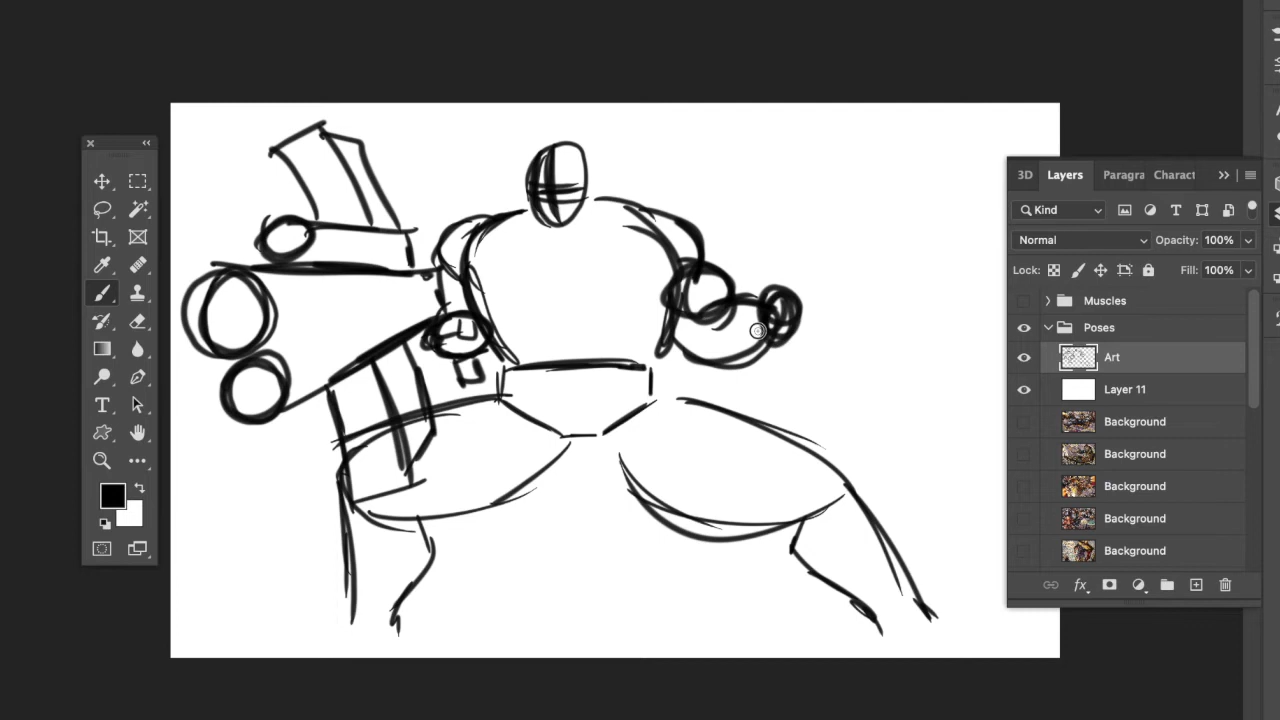 3D Layers Paragra Charact
Kind
Normal Opacity: 100%
Lock: Fill: 100%
Muscles
Poses
Art
Layer 11
Background
Background
Background
Background
Background
fx